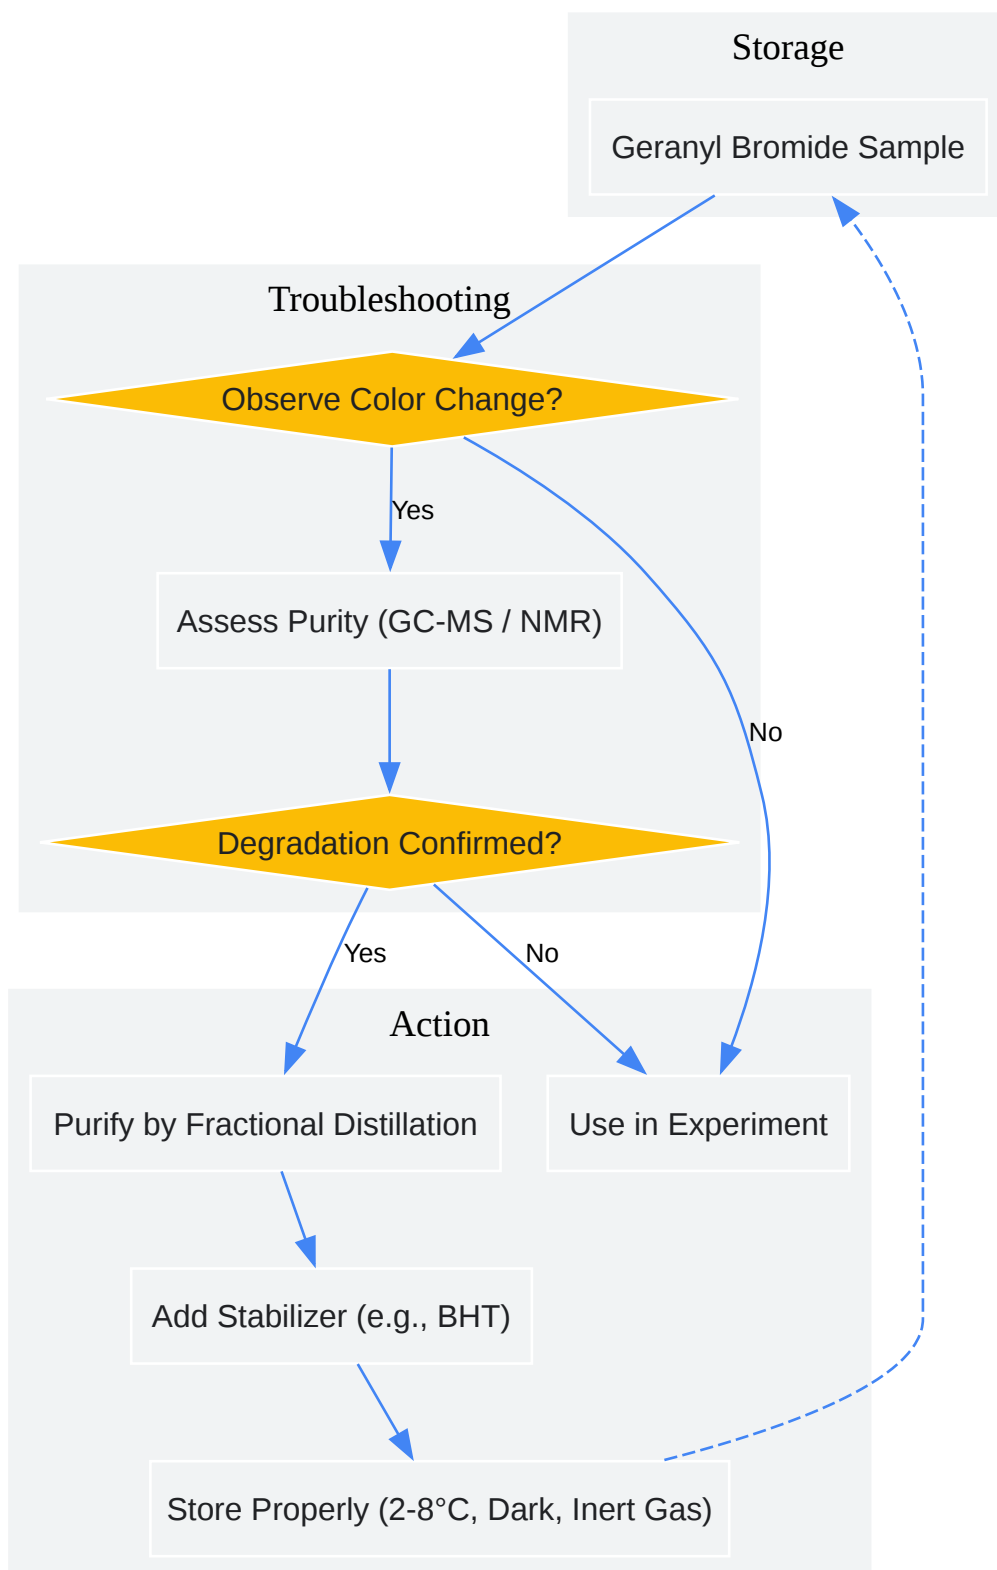 Storage
Geranyl Bromide Sample
Troubleshooting
Observe Color Change?
Yes
Assess Purity (GC-MS / NMR)
No
Degradation Confirmed?
Yes
No
Action
Purify by Fractional Distillation
Use in Experiment
Add Stabilizer (e.g., BHT)
Store Properly (2-8°C, Dark, Inert Gas)